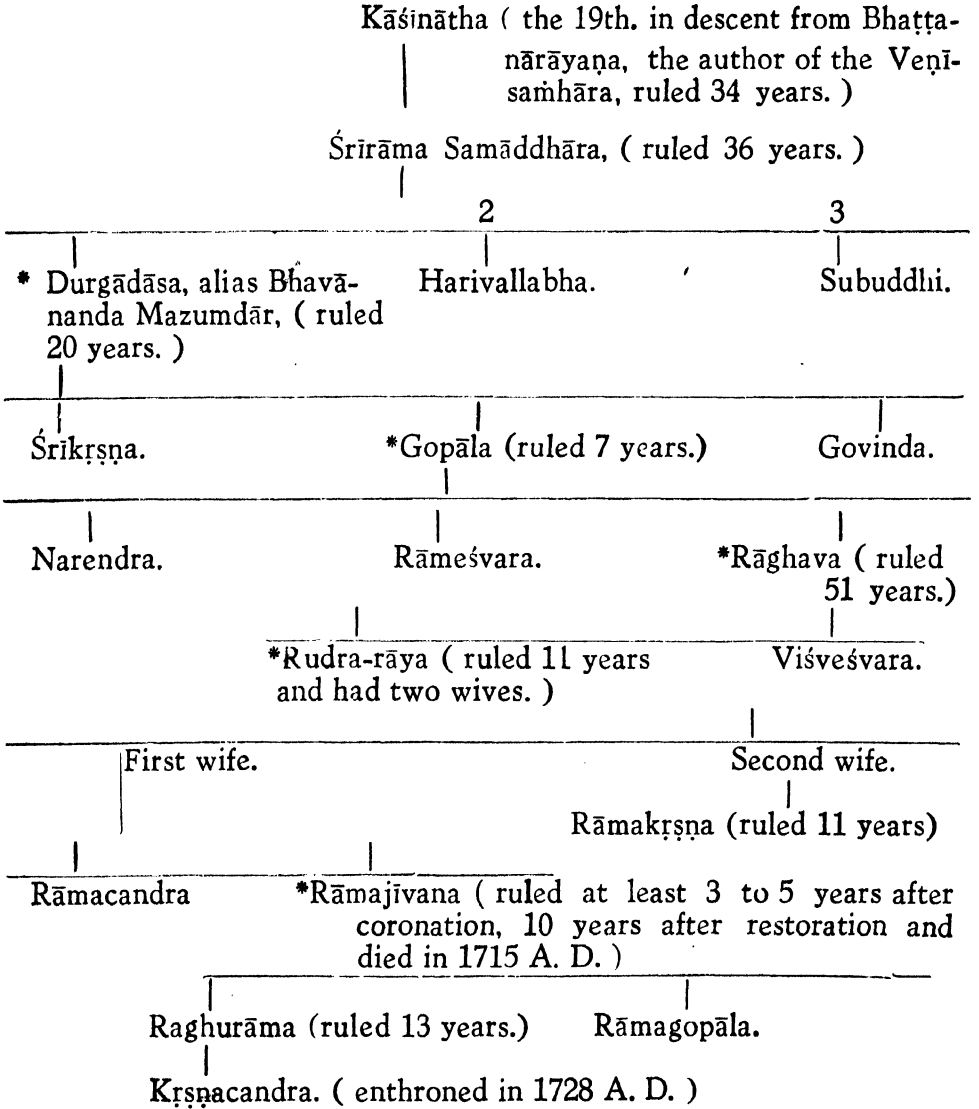 Kāśinātha ( the 19th. in descent from Bhaṭṭa-
nārāyaṇa, the author of the Veṇī-
saṁhāra, ruled 34 years. )
Śrīrāma Samāddhāra, ( ruled 36 years. )
2 3
* Durgādāsa, alias Bhavā-
nanda Mazumdār, ( ruled
20 years. )
Harivallabha.
Subuddhi.
Śrīkṛṣṇa. *Gopāla (ruled 7 years.) Govinda.
Narendra. Rāmeśvara. *Rāghava ( ruled
51 years.)
*Rudra-rāya ( ruled 11 years
and had two wives. )
Viśveśvara.
First wife. Second wife.
Rāmakṛṣṇa (ruled 11 years)
Rāmacandra *Rāmajīvana ( ruled at least 3 to 5 years after
coronation, 10 years after restoration and
died in 1715 A. D. )
Raghurāma (ruled 13 years.) Rāmagopāla.
Kṛṣṇacandra. ( enthroned in 1728 A. D. )